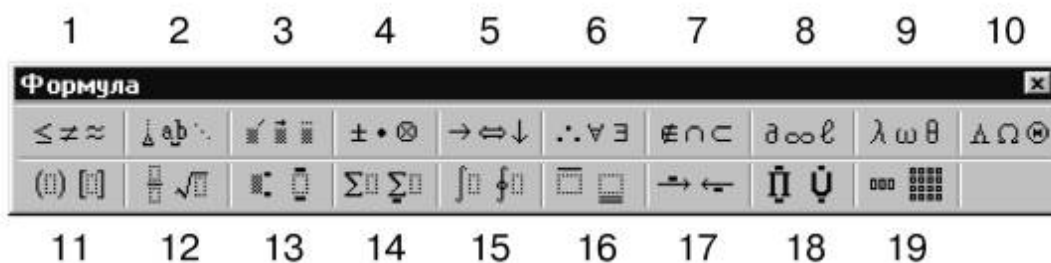 1 2 3 4 5 6 7 8 9 10
Формула
≤ ≠ ≈ ab ± • ⊗ → ⇔ ↓ ∴ ∀ ∃ ∉ ∩ ⊂ ∂ ∞ ℓ λ ω θ Λ Ω ⊛
( ) [ ] √ Σ Σ ∫ ∮ → ← Π Ụ
11 12 13 14 15 16 17 18 19